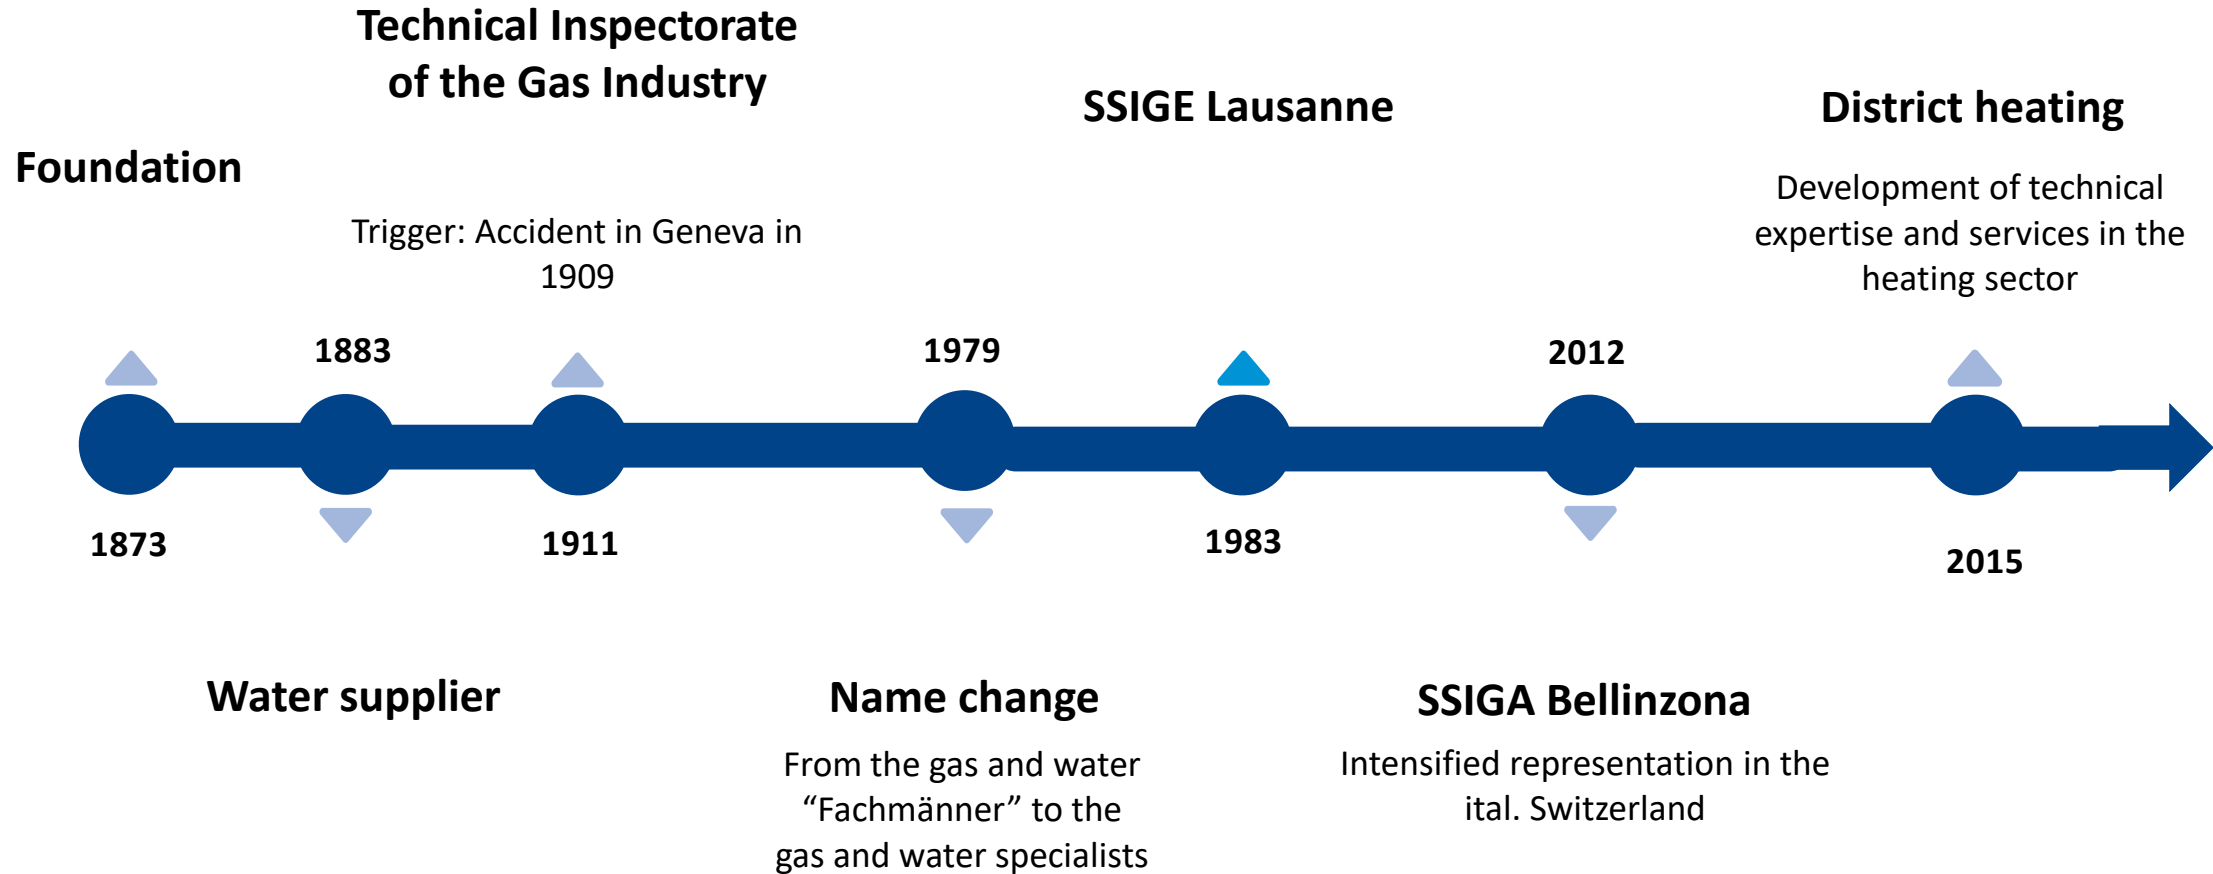 Foundation
1873
1883
Water supplier
Technical Inspectorate
of the Gas Industry
Trigger: Accident in Geneva in
1909
1911
1979
Name change
From the gas and water
“Fachmänner” to the
gas and water specialists
SSIGE Lausanne
1983
2012
SSIGA Bellinzona
Intensified representation in the
ital. Switzerland
District heating
Development of technical
expertise and services in the
heating sector
2015